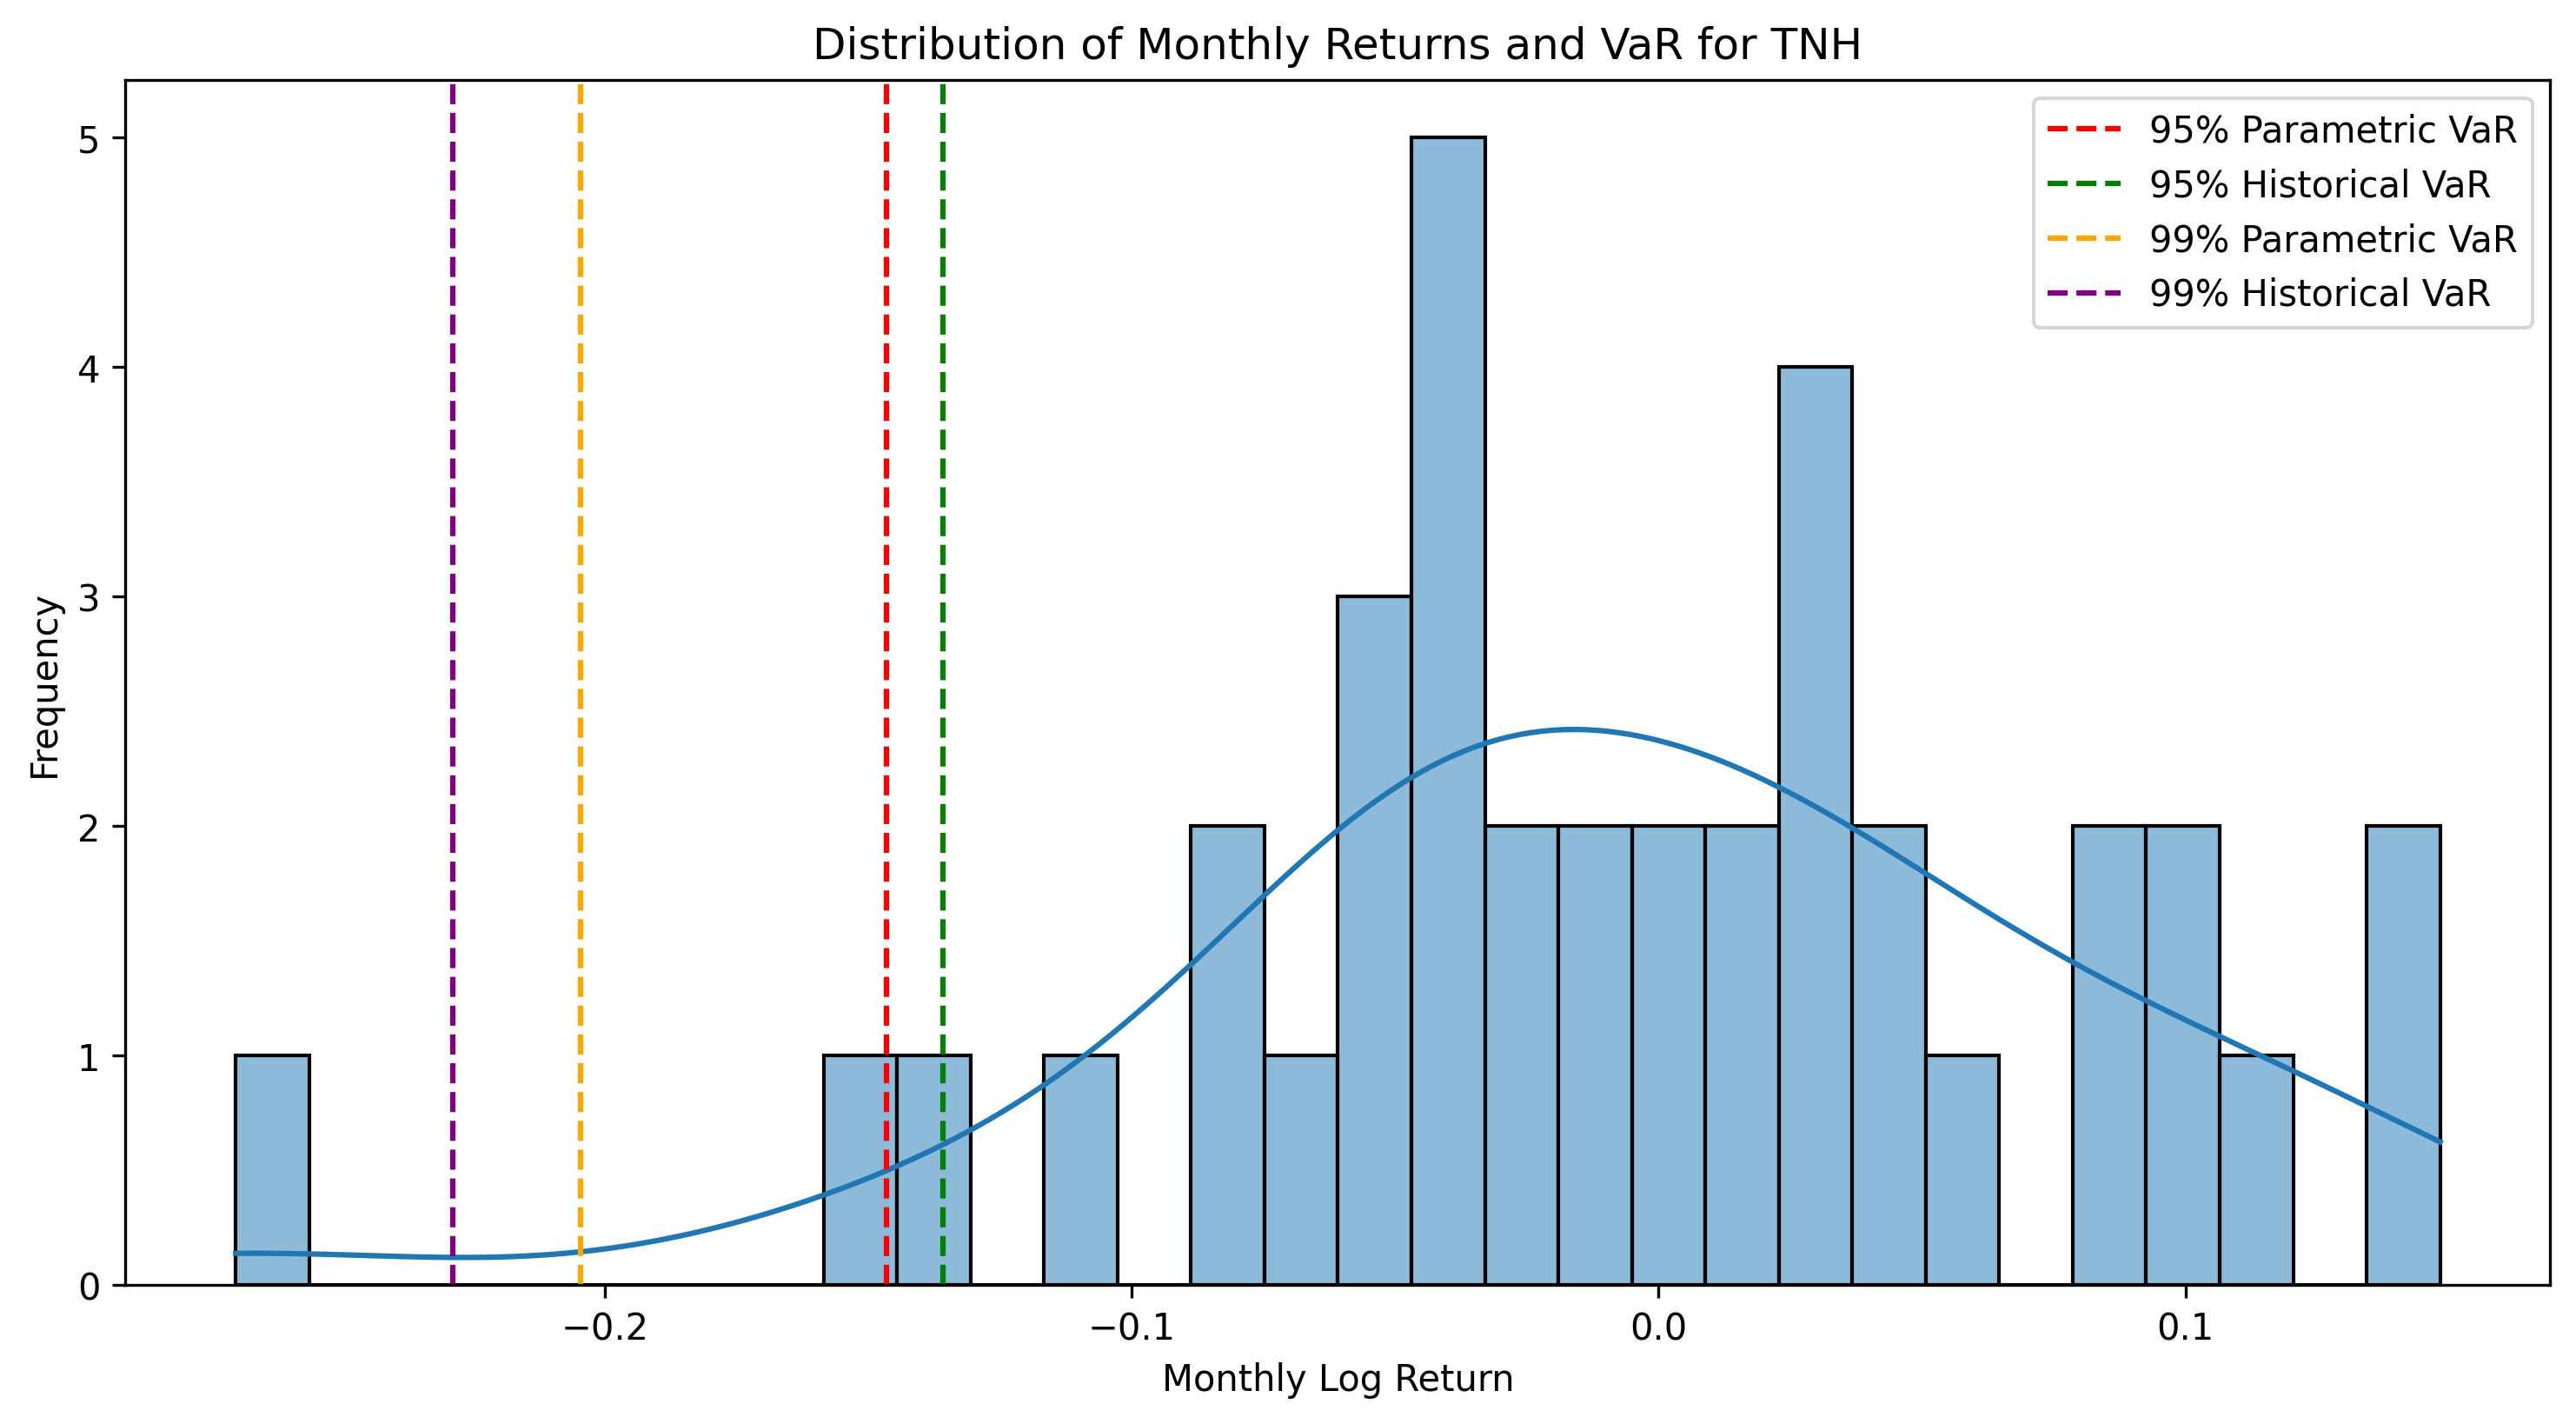 Distribution of Monthly Returns and VaR for TNH
95% Parametric VaR
95% Historical VaR
99% Parametric VaR
99% Historical VaR
5
4
3
2
1
0
Frequency
−0.2
−0.1
0.0
0.1
Monthly Log Return